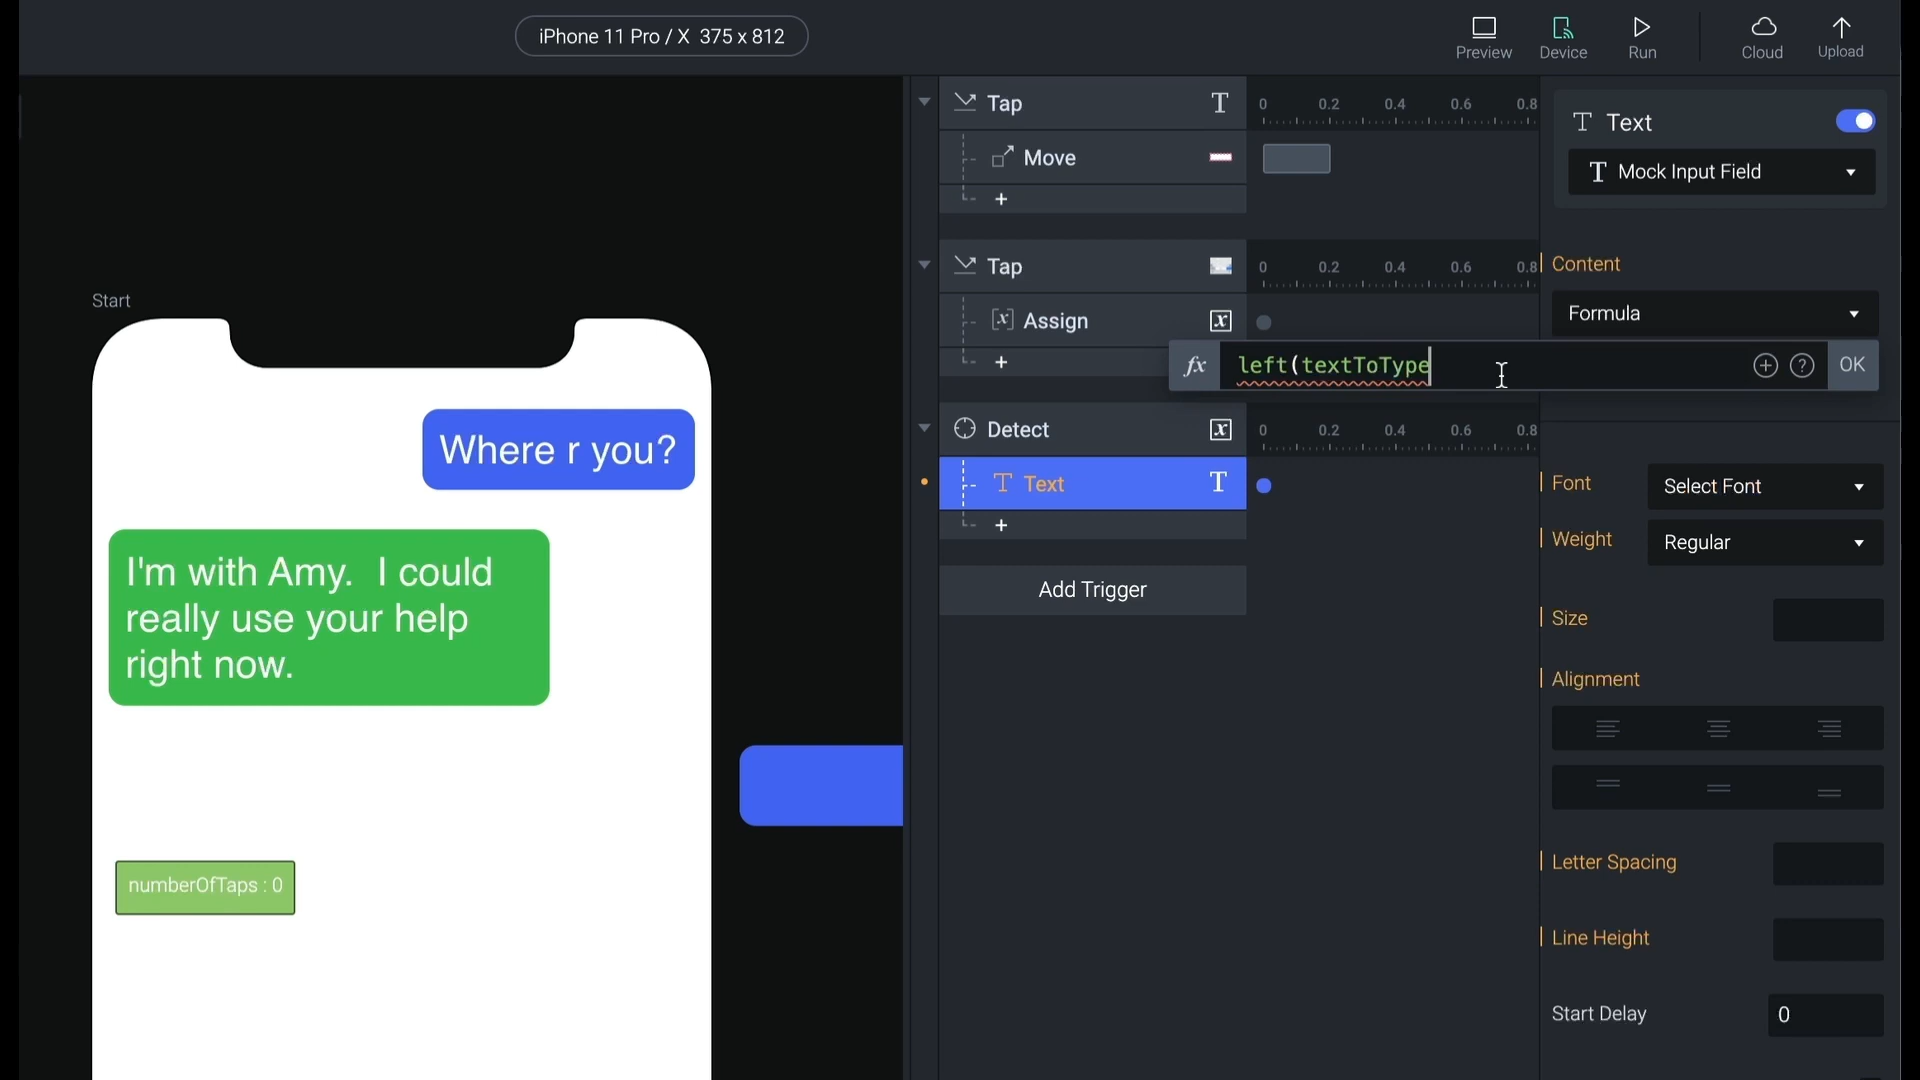 iPhone 11 Pro / X 375 x 812
Preview
Device
Run
Cloud
Upload
Start
Where r you?
I'm with Amy. I could
really use your help
right now.
numberOfTaps : 0
Tap T
0 0.2 0.4 0.6 0.8
Move
+
Tap
0 0.2 0.4 0.6 0.8
Assign x
+
Detect x
0 0.2 0.4 0.6 0.8
Text T
+
Add Trigger
T Text
T Mock Input Field
Content
Formula
fx left(textToType + ? OK
Font Select Font
Weight Regular
Size
Alignment
Letter Spacing
Line Height
Start Delay 0